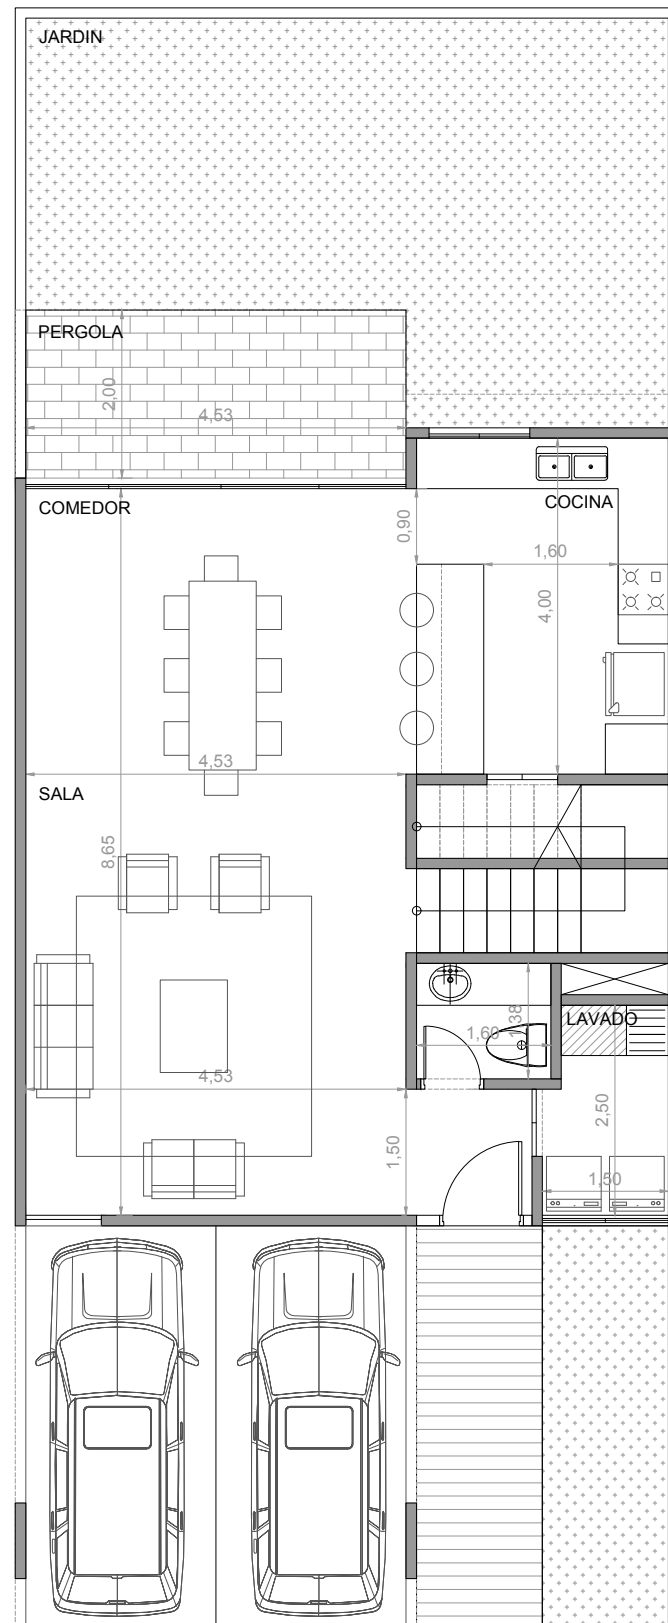 JARDIN
PERGOLA
2,00
4,53
COMEDOR
COCINA
0,90
1,60
4,00
4,53
SALA
8,65
1,38
LAVADO
1,60
4,53
2,50
1,50
1,50